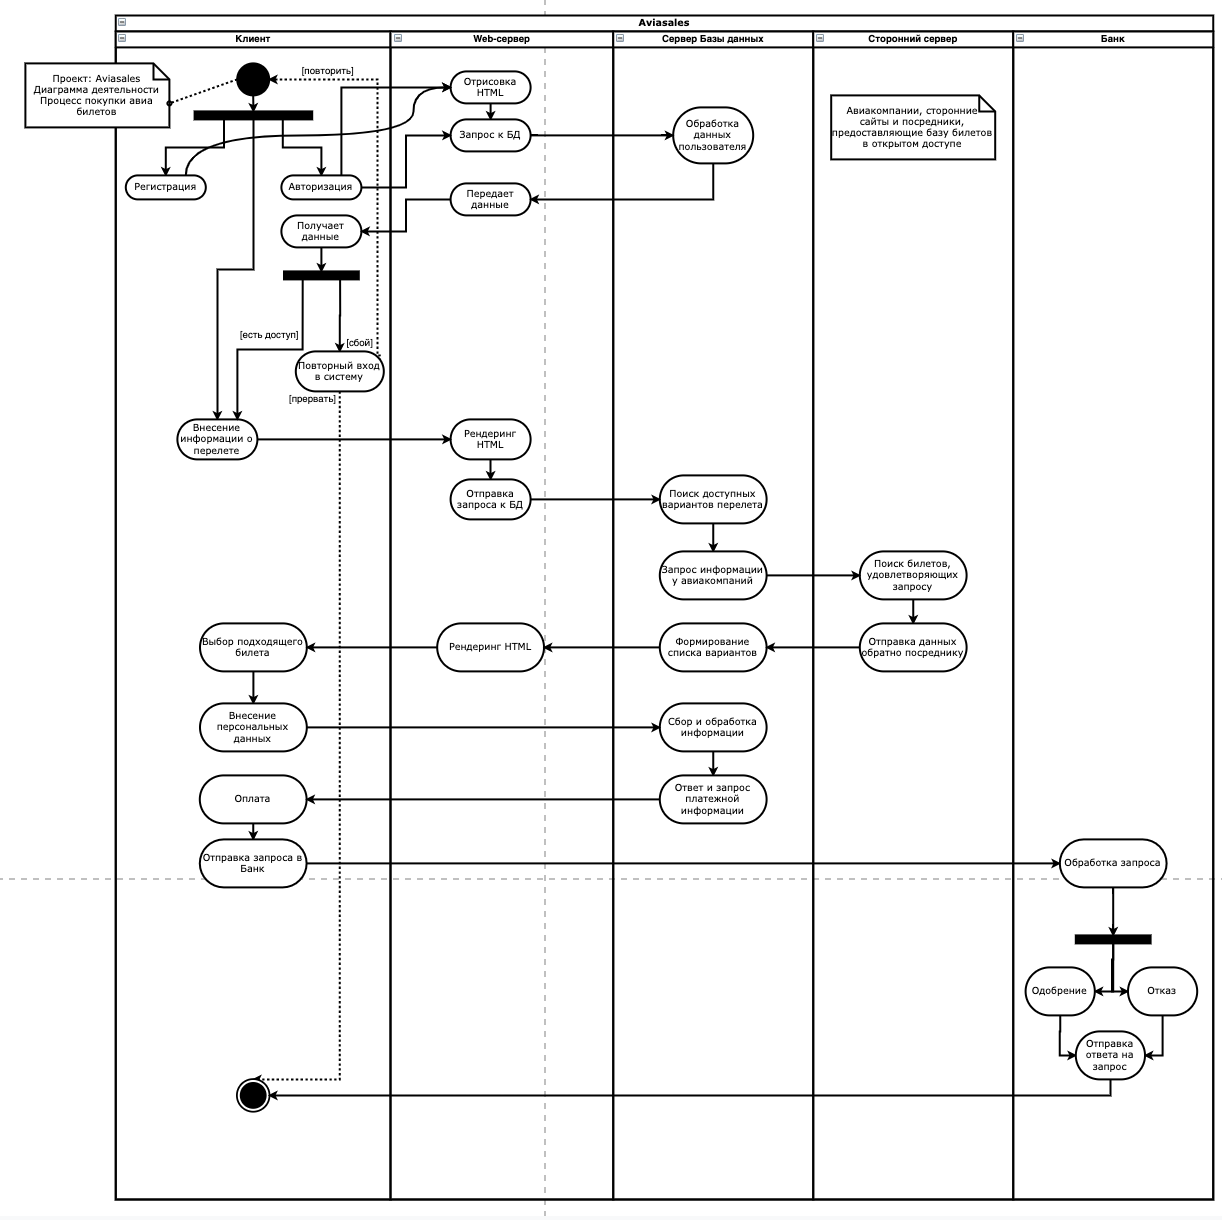 Aviasales
Клиент
Web-сервер
Сервер Базы данных
Сторонний сервер
Банк
Проект: Aviasales
Диаграмма деятельности
Процесс покупки авиа
билетов
[повторить]
Отрисовка
HTML
Запрос к БД
Обработка
данных
пользователя
Авиакомпании, сторонние
сайты и посредники,
предоставляющие базу билетов
в открытом доступе
Регистрация
Авторизация
Передает
данные
Получает
данные
[есть доступ]
[сбой]
Повторный вход
в систему
[прервать]
Внесение
информации о
перелете
Рендеринг
HTML
Отправка
запроса к БД
Поиск доступных
вариантов перелета
Запрос информации
у авиакомпаний
Поиск билетов,
удовлетворяющих
запросу
Выбор подходящего
билета
Рендеринг HTML
Формирование
списка вариантов
Отправка данных
обратно посреднику
Внесение
персональных
данных
Сбор и обработка
информации
Оплата
Ответ и запрос
платежной
информации
Отправка запроса в
Банк
Обработка запроса
Одобрение
Отказ
Отправка
ответа на
запрос